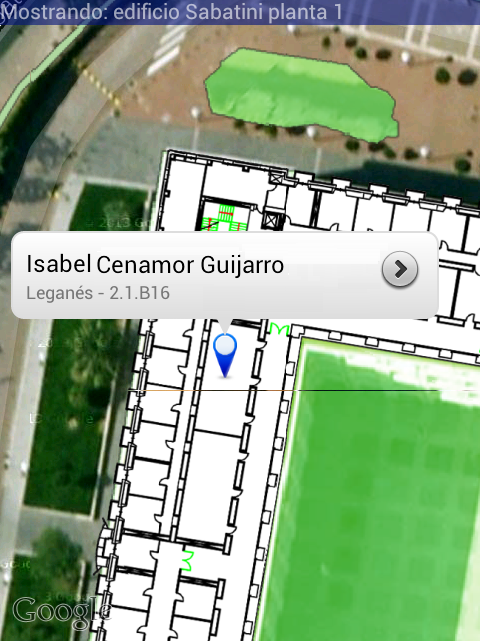 Mostrando: edificio Sabatini planta 1
Isabel Cenamor Guijarro
Leganés - 2.1.B16
Google